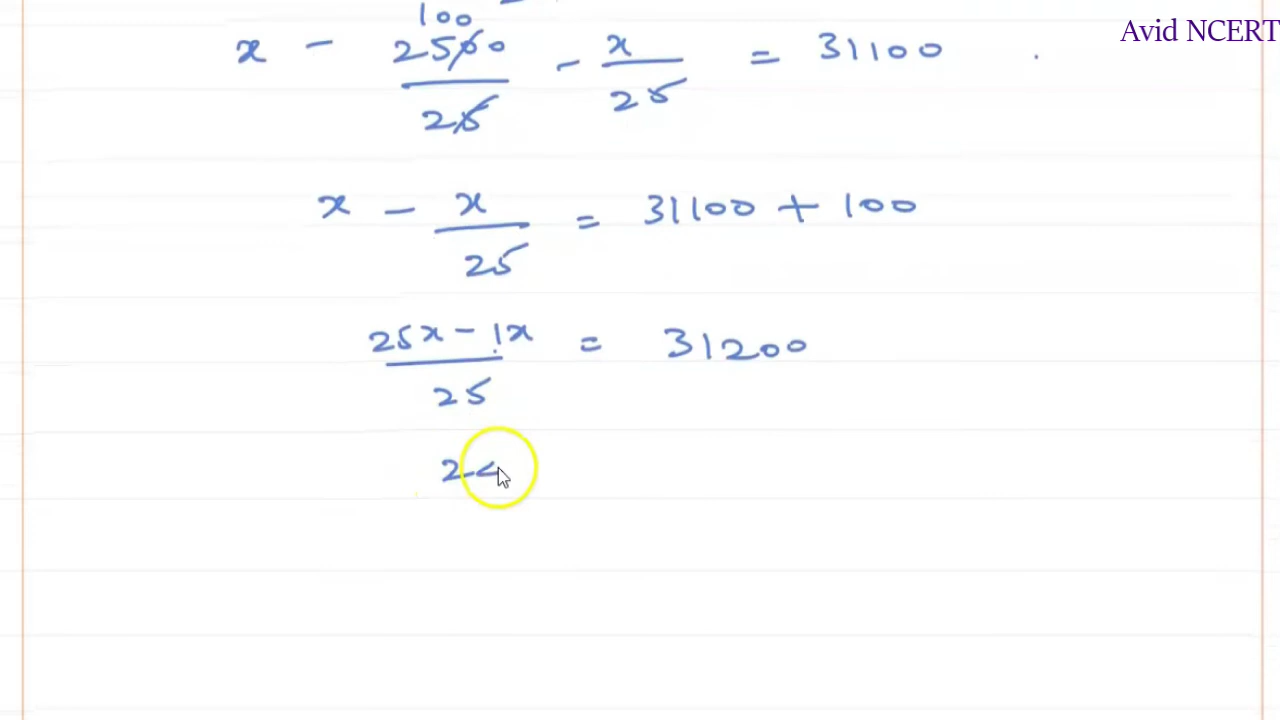 Avid NCERT
100
x - 2500/25 - x/25 = 31100
x - x/25 = 31100 + 100
25x - 1x/25 = 31200
24